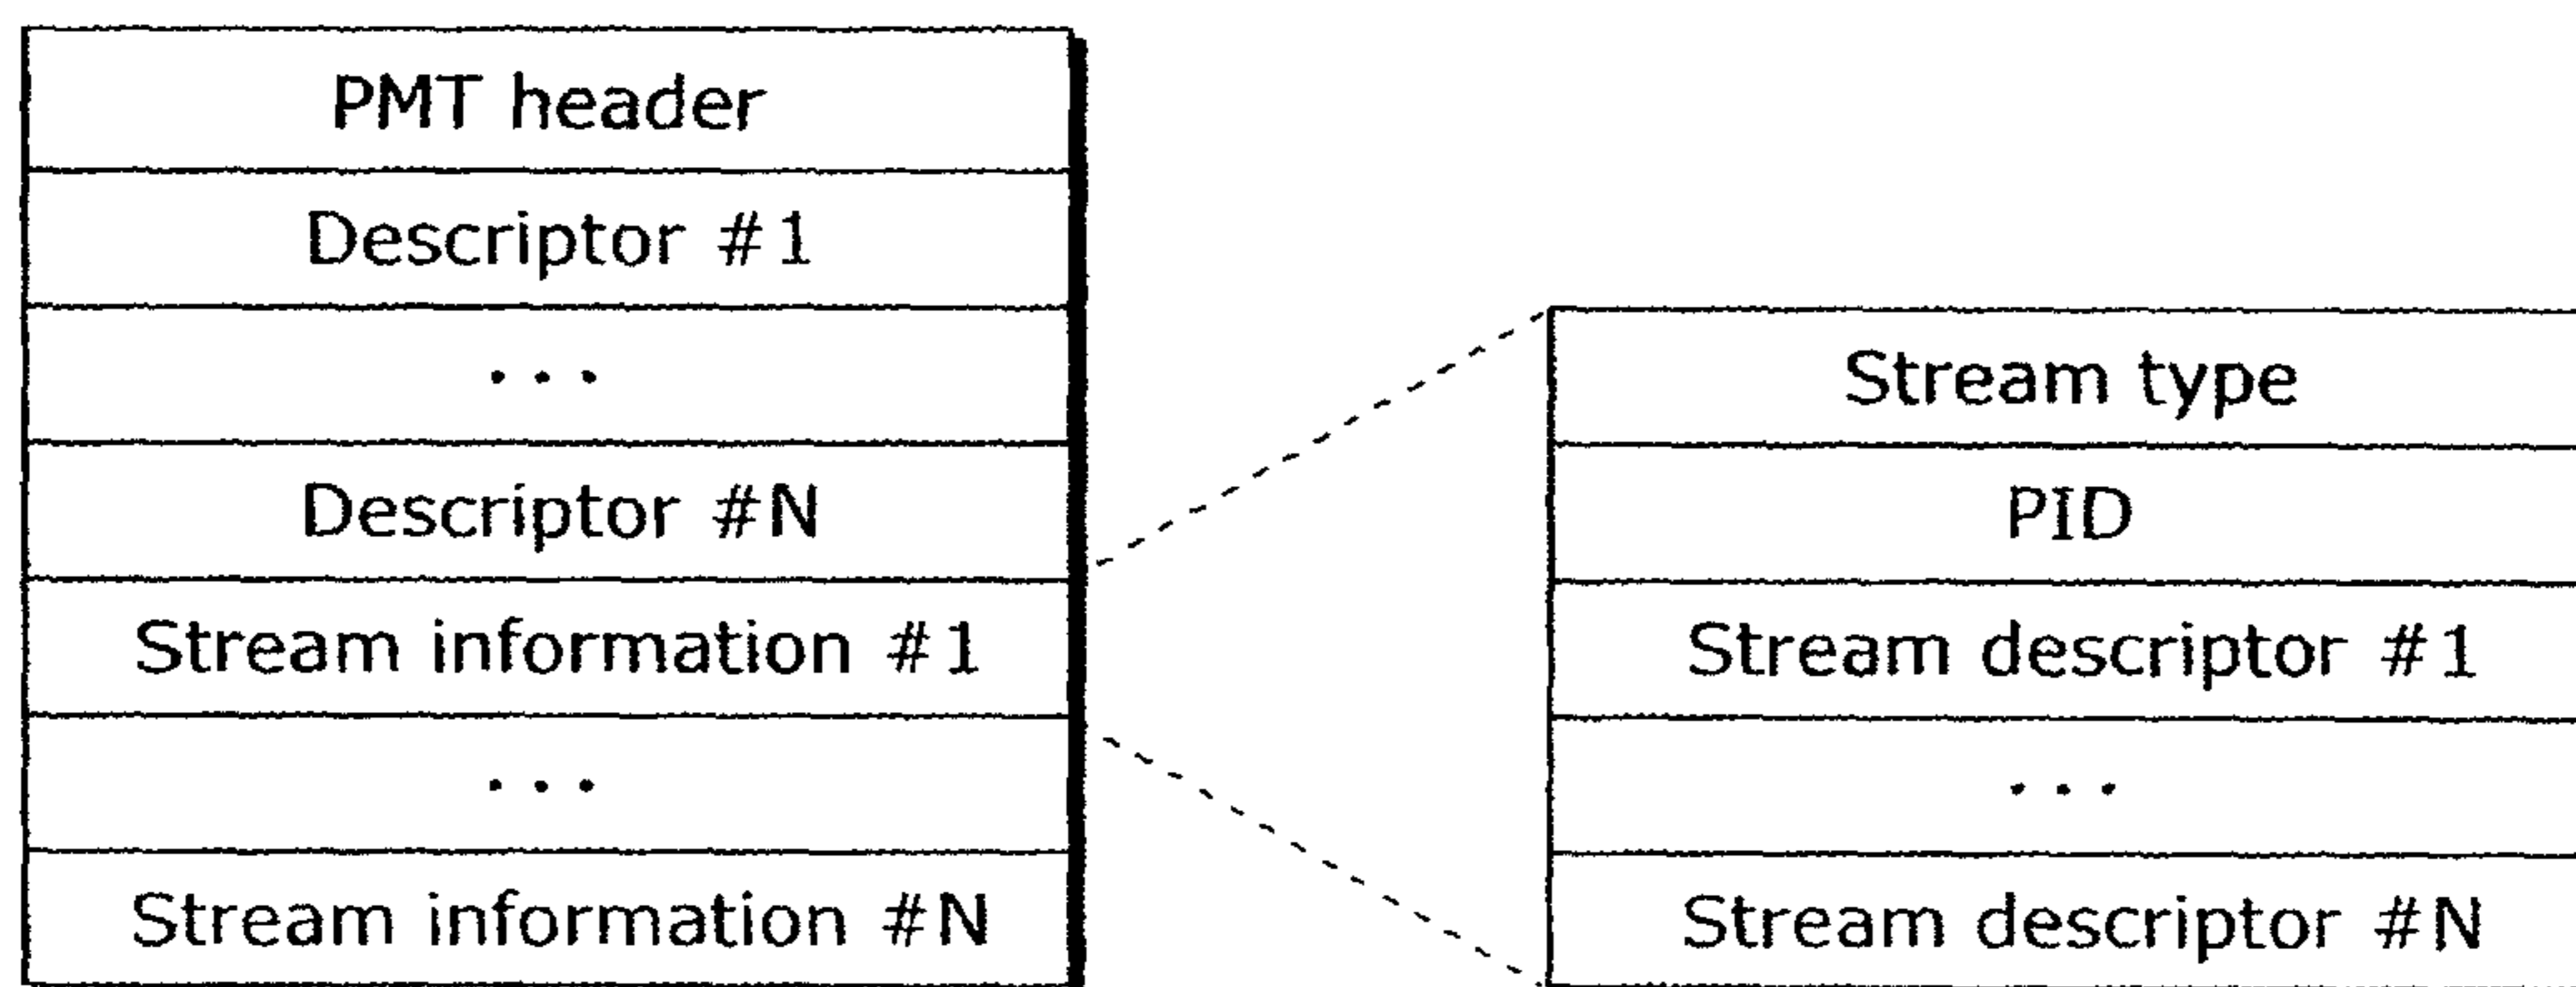 PMT header
Descriptor #1
...
Descriptor #N
Stream information #1
...
Stream information #N
Stream type
PID
Stream descriptor #1
...
Stream descriptor #N